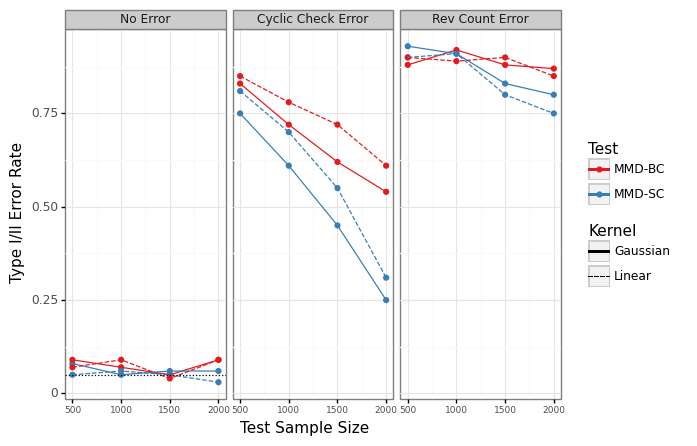 No Error Cyclic Check Error Rev Count Error
Type I/II Error Rate
0.75
0.50
0.25
0
500 1000 1500 2000 500 1000 1500 2000 500 1000 1500 2000
Test Sample Size
Test
MMD-BC
MMD-SC
Kernel
Gaussian
Linear